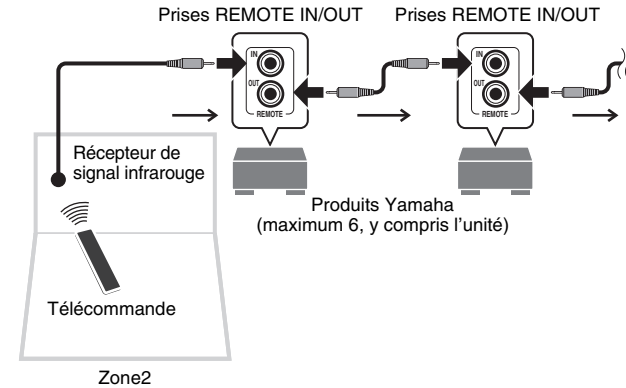 Prises REMOTE IN/OUT
Prises REMOTE IN/OUT
IN
OUT
REMOTE
IN
OUT
REMOTE
Récepteur de
signal infrarouge
Produits Yamaha
(maximum 6, y compris l’unité)
Télécommande
Zone2